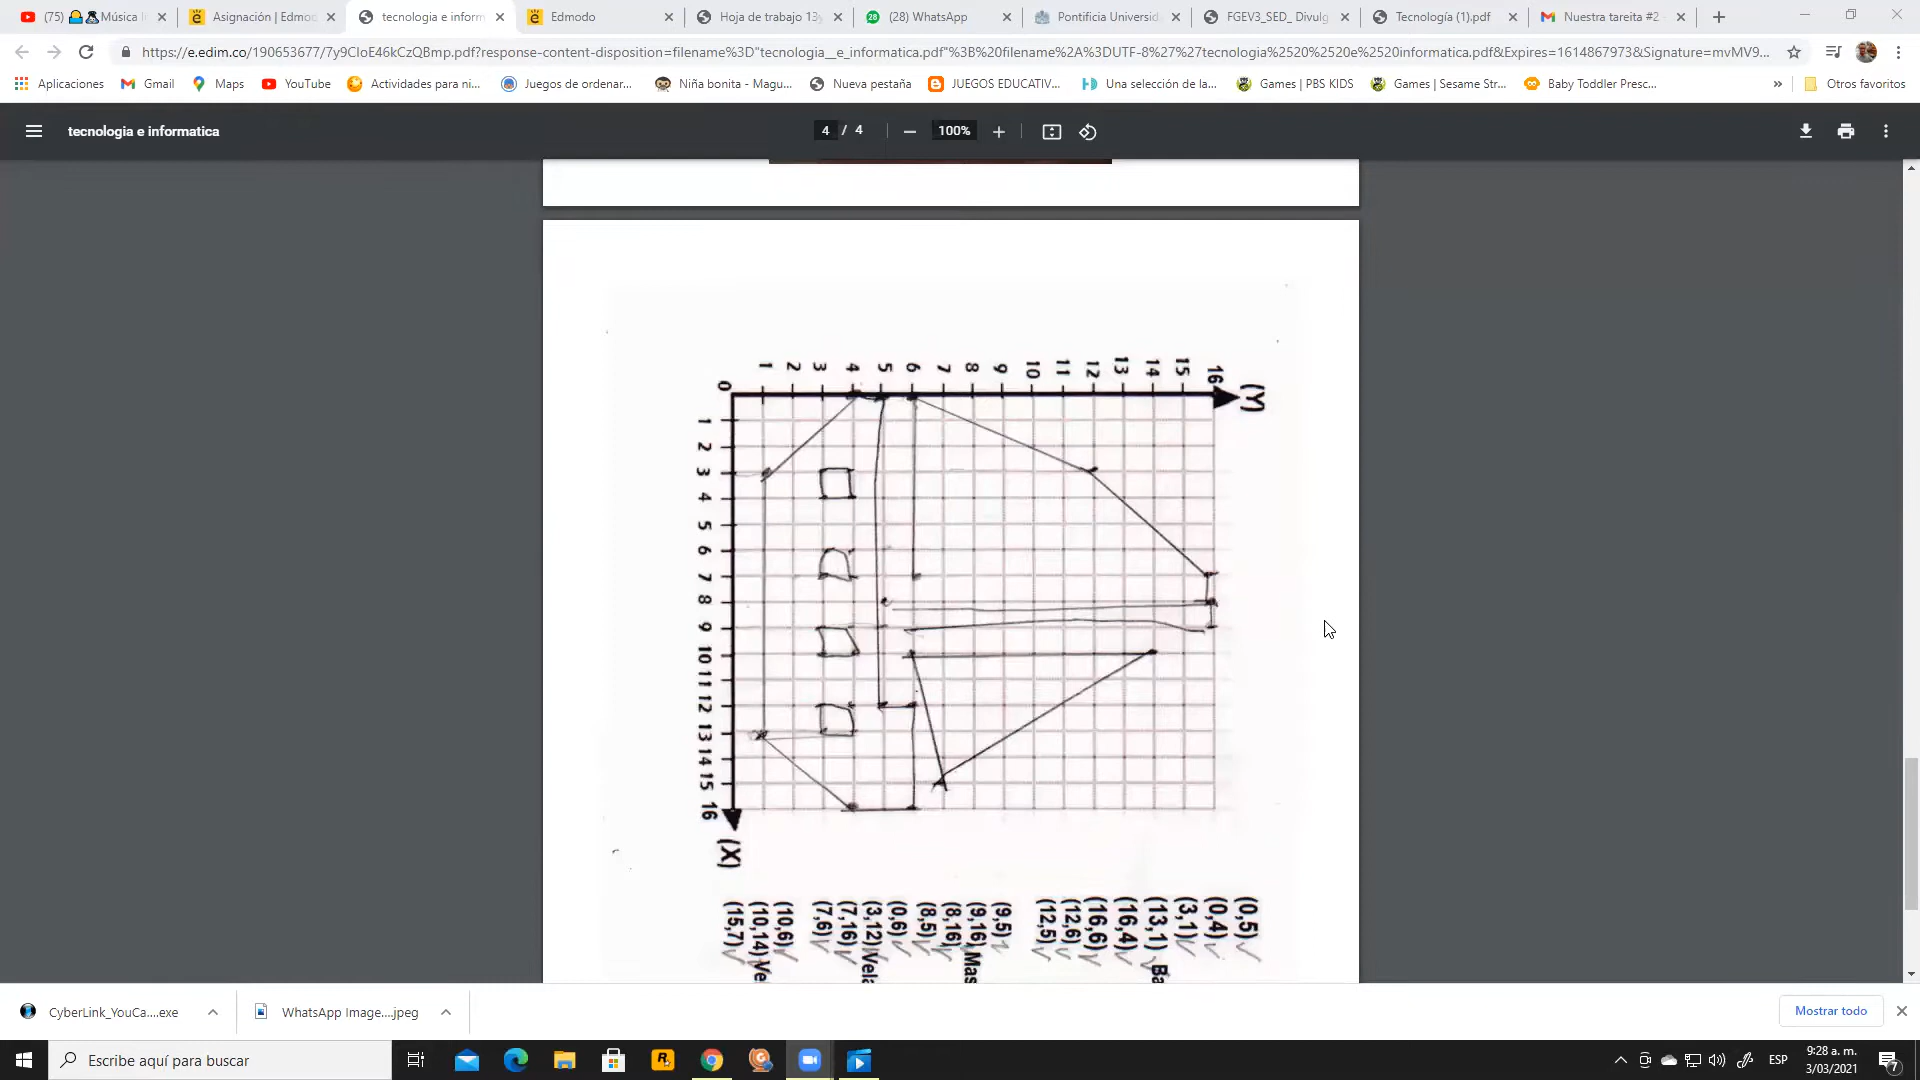 (75) Música l
Asignación | Edmod
tecnologia e inform
Edmodo
Hoja de trabajo 13y
(28) WhatsApp
Pontificia Universid
FGEV3_SED_ Divulg
Tecnología (1).pdf
Nuestra tareita #2
https://e.edim.co/190653677/7y9CIoE46kCzQBmp.pdf?response-content-disposition=filename%3D"tecnologia__e_informatica.pdf"%3B%20filename%2A%3DUTF-8%27%27tecnologia%2520%2520e%2520informatica.pdf&Expires=1614867973&Signature=mvMV9...
Aplicaciones
Gmail
Maps
YouTube
Actividades para ni...
Juegos de ordenar...
Niña bonita - Magu...
Nueva pestaña
JUEGOS EDUCATIV...
Una selección de la...
Games | PBS KIDS
Games | Sesame Str...
Baby Toddler Presc...
»
Otros favoritos
tecnologia e informatica
4 / 4
100%
(Y)
16
15
14
13
12
11
10
9
8
7
6
5
4
3
2
1
0
1
2
3
4
5
6
7
8
9
10
11
12
13
14
15
16
(X)
(0,5)
(0,4)
(3,1)
(13,1) Ba
(16,4)
(16,6)
(12,6)
(12,5)
(9,5)
(9,16) Mas
(8,16)
(8,5)
(0,6)
(3,12) Vela
(7,16)
(7,6)
(10,6)
(10,14) Ve
(15,7)
CyberLink_YouCa....exe
WhatsApp Image....jpeg
Mostrar todo
Escribe aquí para buscar
ESP
9:28 a. m.
3/03/2021
7